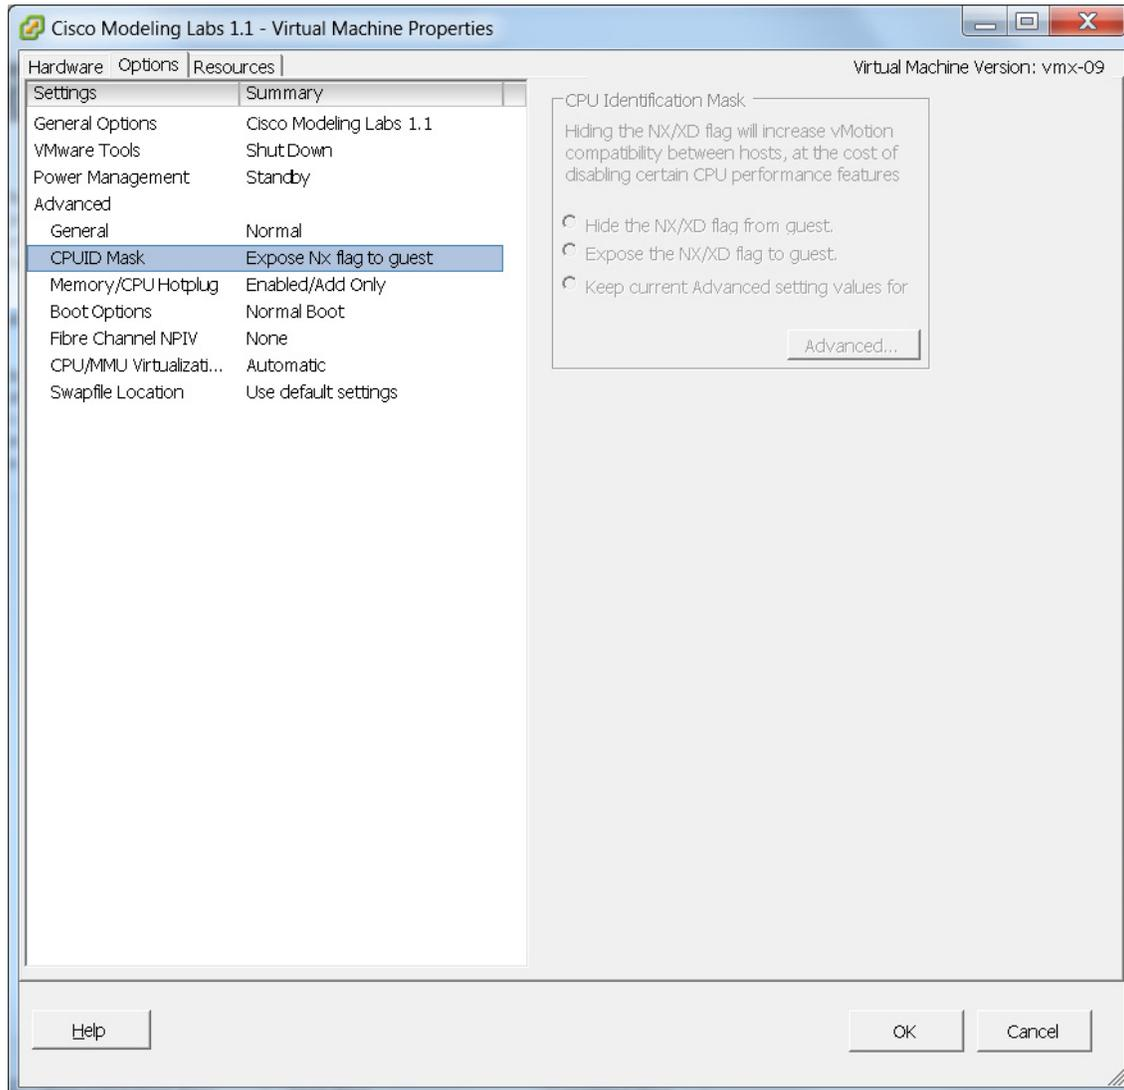 Cisco Modeling Labs 1.1 - Virtual Machine Properties
Hardware Options Resources Virtual Machine Version: vmx-09
Settings Summary
General Options Cisco Modeling Labs 1.1
VMware Tools Shut Down
Power Management Standby
Advanced
General Normal
CPUID Mask Expose Nx flag to guest
Memory/CPU Hotplug Enabled/Add Only
Boot Options Normal Boot
Fibre Channel NPIV None
CPU/MMU Virtualizati... Automatic
Swapfile Location Use default settings
CPU Identification Mask
Hiding the NX/XD flag will increase vMotion
compatibility between hosts, at the cost of
disabling certain CPU performance features
Hide the NX/XD flag from guest.
Expose the NX/XD flag to guest.
Keep current Advanced setting values for
Advanced...
Help OK Cancel